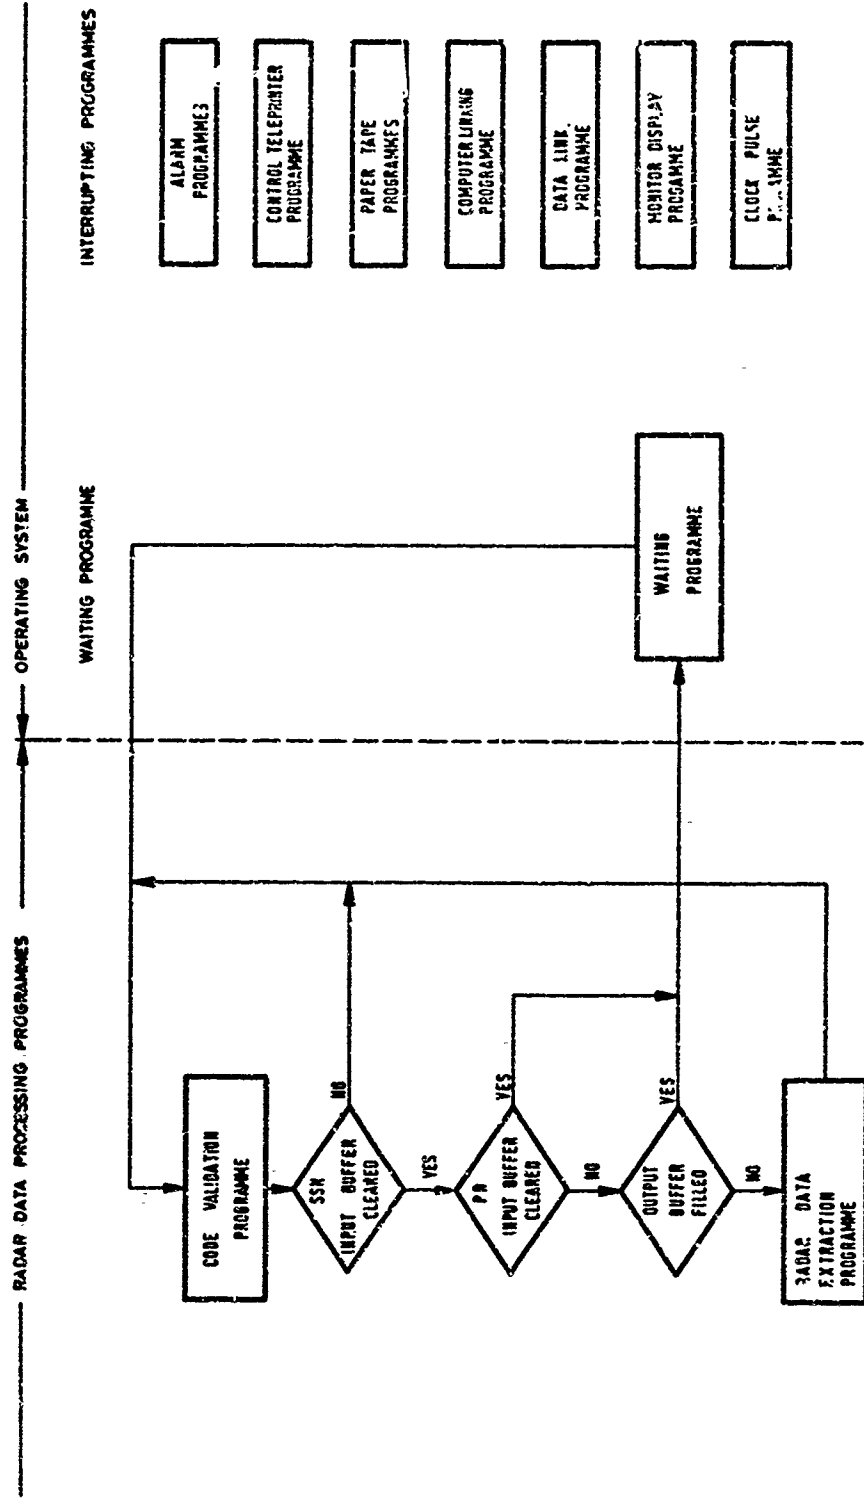 RADAR DATA PROCESSING PROGRAMMES
OPERATING SYSTEM
WAITING PROGRAMME
INTERRUPTING PROGRAMMES
CODE VALIDATION
PROGRAMME
SSR
INPUT BUFFER
CLEARED
NO
YES
PR
INPUT BUFFER
CLEARED
YES
NO
OUTPUT
BUFFER
FILLED
YES
NO
RADAR DATA
EXTRACTION
PROGRAMME
WAITING
PROGRAMME
ALARM
PROGRAMMES
CONTROL TELEPRINTER
PROGRAMME
PAPER TAPE
PROGRAMMES
COMPUTER LINKING
PROGRAMME
DATA LINK
PROGRAMME
MONITOR DISPLAY
PROGAMME
CLOCK PULSE